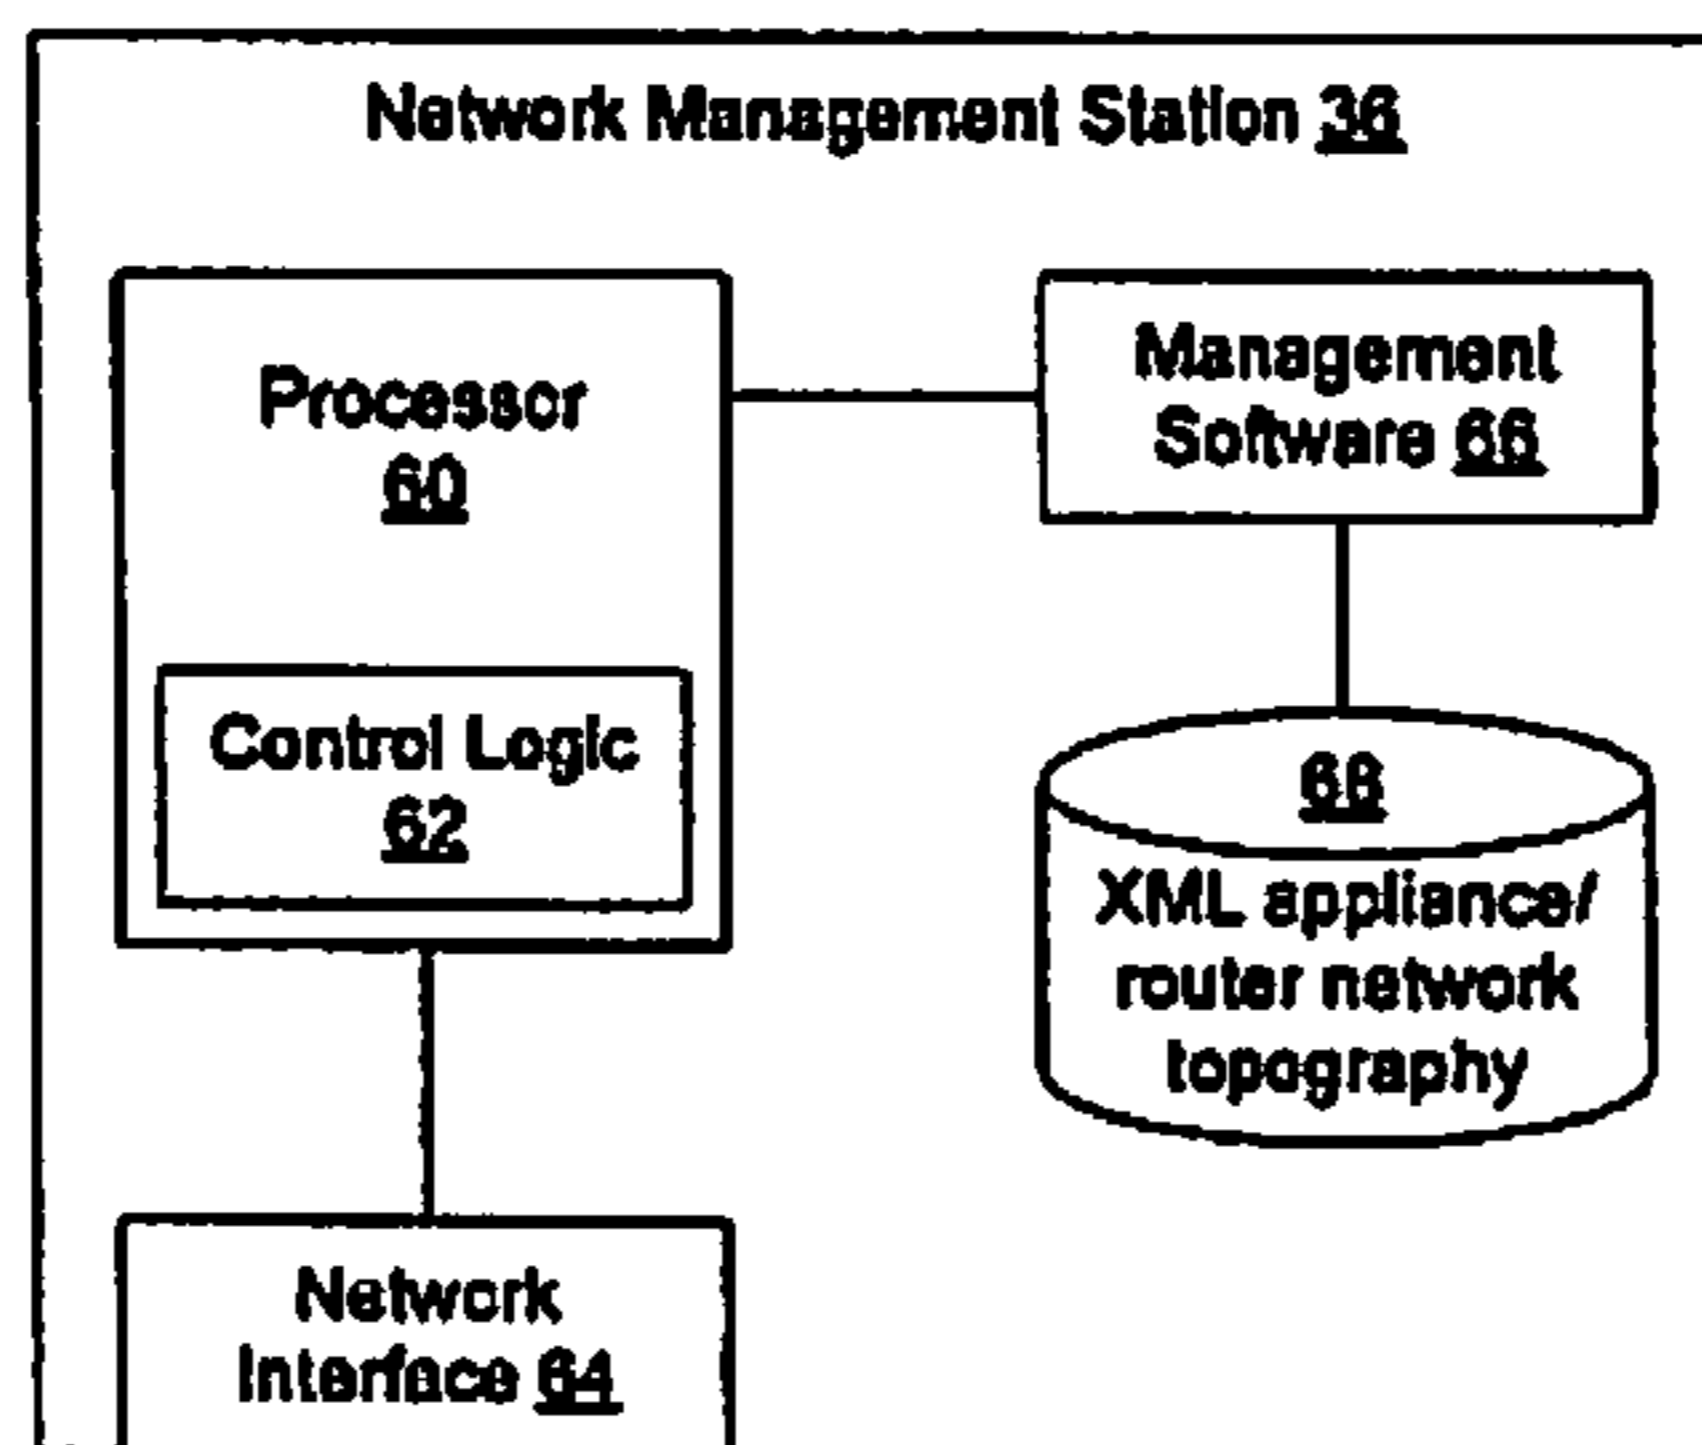 Network Management Station 36
Processor
60
Management
Software 66
Control Logic
62
68
XML appliance/
router network
topography
Network
Interface 64